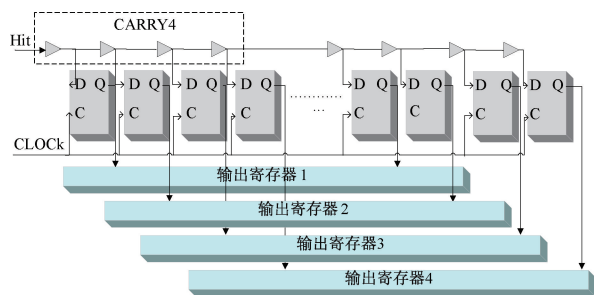 CARRY4
Hit
D Q D Q D Q D Q ……… D Q D Q D Q D Q
C C C C … C C C C
CLOCk
输出寄存器1
输出寄存器2
输出寄存器3
输出寄存器4